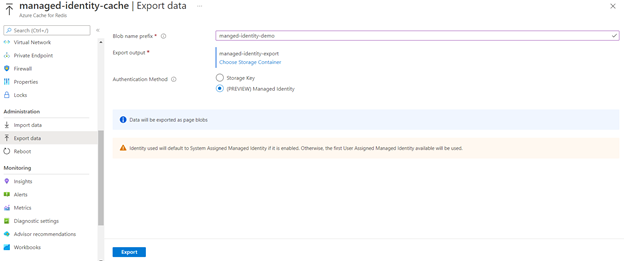 managed-identity-cache | Export data ...
Azure Cache for Redis
Search (Ctrl+/)
Virtual Network
Private Endpoint
Firewall
Properties
Locks
Administration
Import data
Export data
Reboot
Monitoring
Insights
Alerts
Metrics
Diagnostic settings
Advisor recommendations
Workbooks
Blob name prefix *
manged-identity-demo
Export output *
managed-identity-export
Choose Storage Container
Authentication Method
Storage Key
(PREVIEW) Managed Identity
Data will be exported as page blobs
Identity used will default to System Assigned Managed Identity if it is enabled. Otherwise, the first User Assigned Managed Identity available will be used.
Export